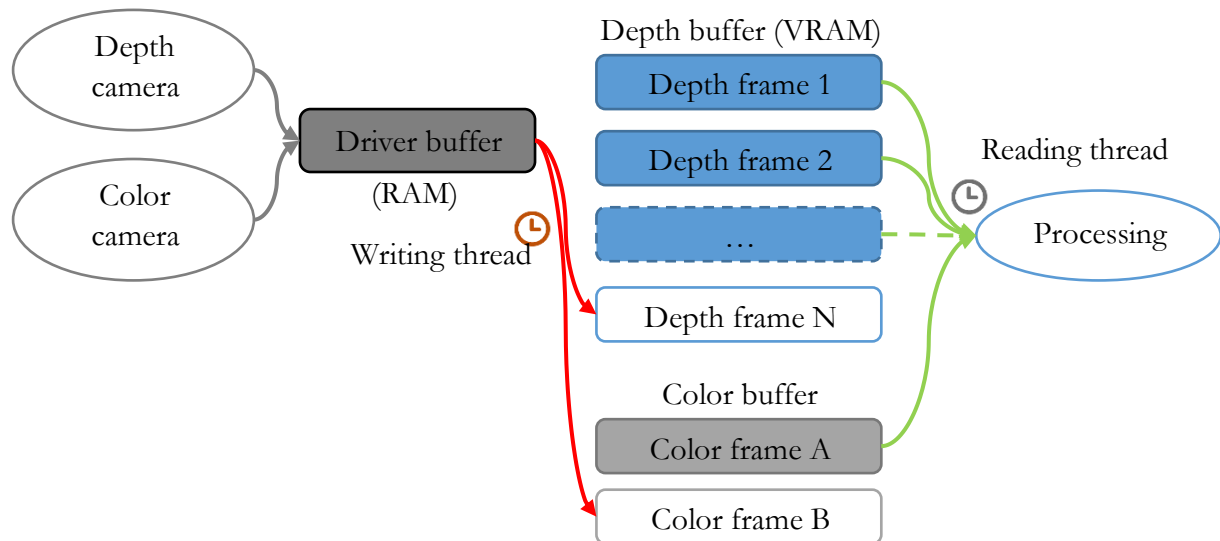 Depth
camera
Color
camera
Driver buffer
(RAM)
Writing thread
Depth buffer (VRAM)
Depth frame 1
Depth frame 2
…
Depth frame N
Color buffer
Color frame A
Color frame B
Reading thread
Processing